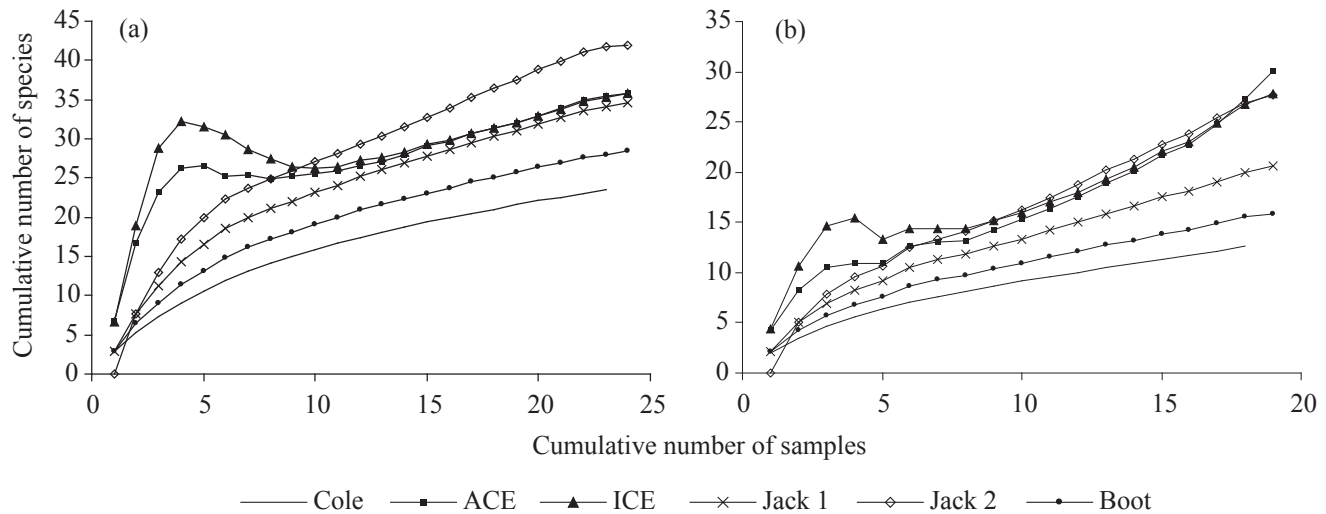 (a)
(b)
Cumulative number of species
45
40
35
30
25
20
15
10
5
0
0 5 10 15 20 25
35
30
25
20
15
10
5
0
0 5 10 15 20
Cumulative number of samples
Cole ACE ICE Jack 1 Jack 2 Boot